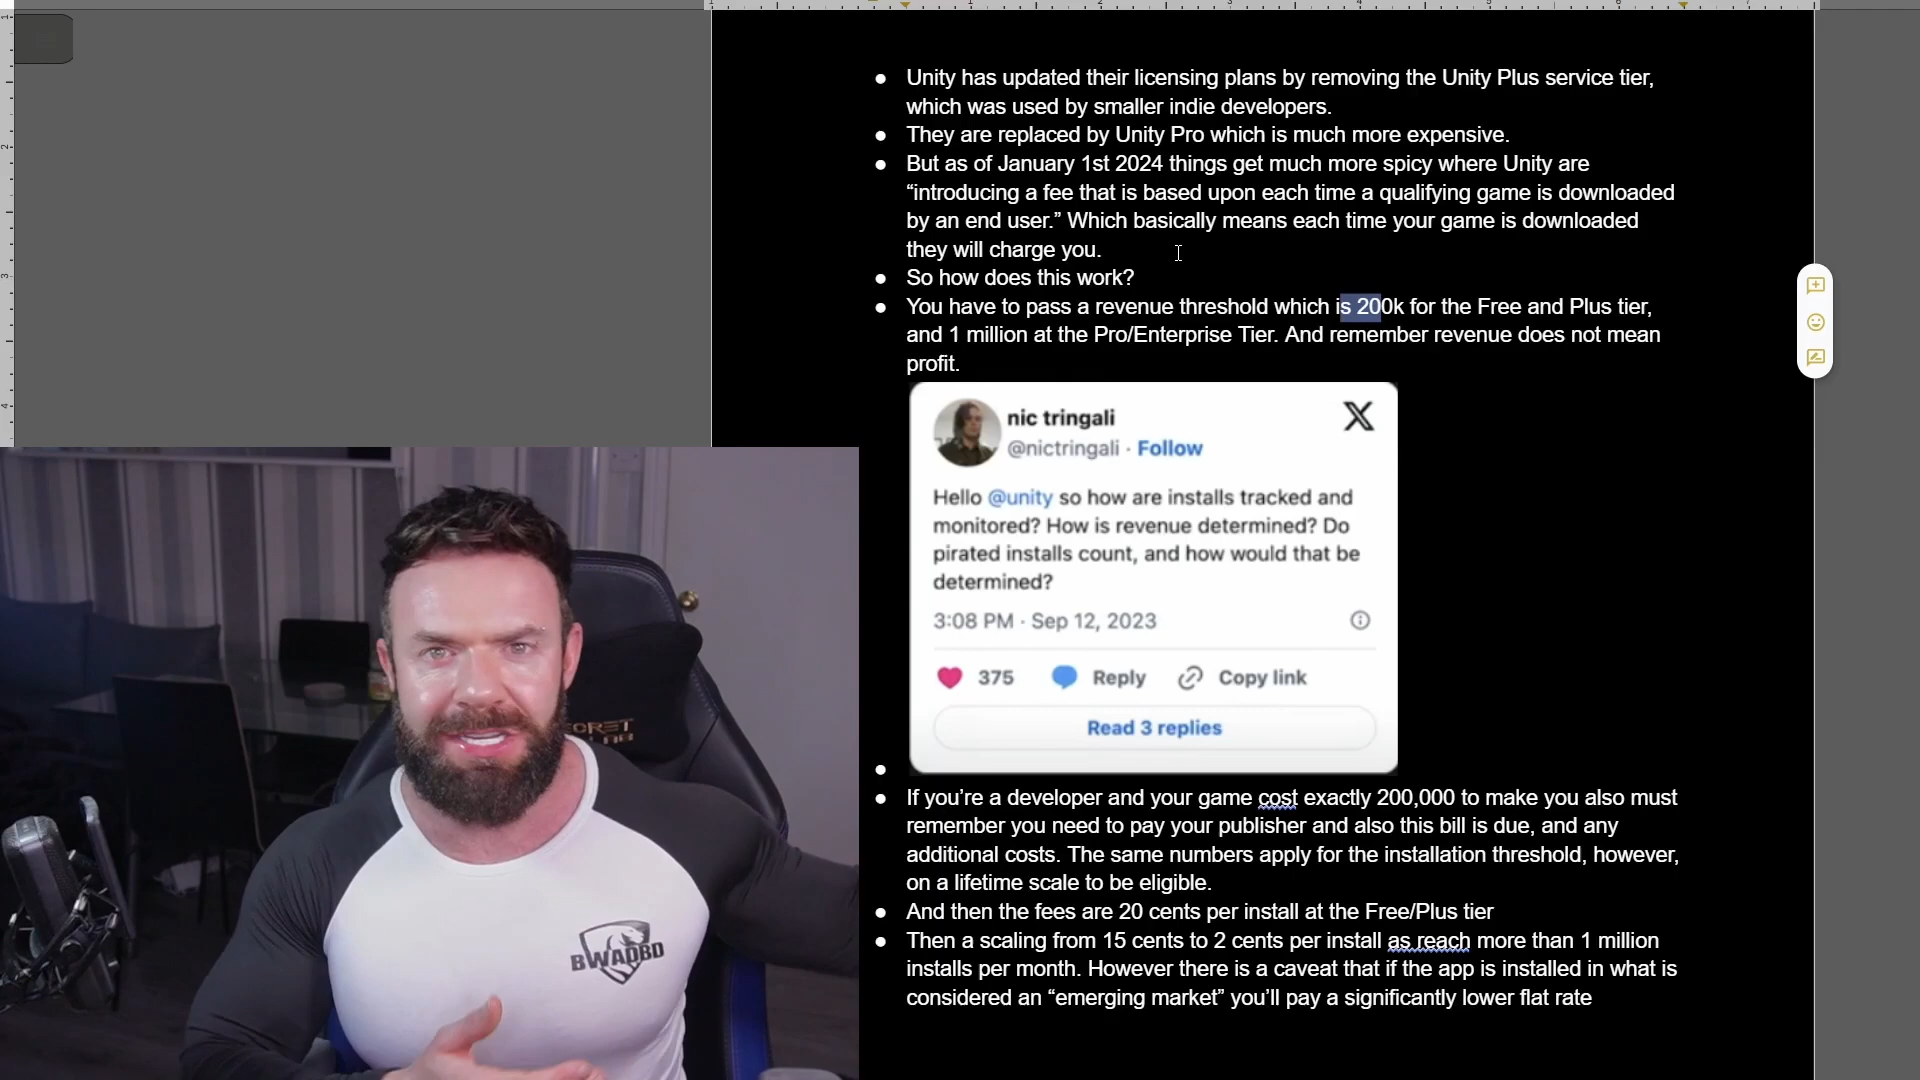 Unity has updated their licensing plans by removing the Unity Plus service tier,
which was used by smaller indie developers.
They are replaced by Unity Pro which is much more expensive.
But as of January 1st 2024 things get much more spicy where Unity are
“introducing a fee that is based upon each time a qualifying game is downloaded
by an end user.” Which basically means each time your game is downloaded
they will charge you.
So how does this work?
You have to pass a revenue threshold which is 200k for the Free and Plus tier,
and 1 million at the Pro/Enterprise Tier. And remember revenue does not mean
profit.
nic tringali
@nictringali · Follow
Hello @unity so how are installs tracked and
monitored? How is revenue determined? Do
pirated installs count, and how would that be
determined?
3:08 PM · Sep 12, 2023
375 Reply Copy link
Read 3 replies
If you’re a developer and your game cost exactly 200,000 to make you also must
remember you need to pay your publisher and also this bill is due, and any
additional costs. The same numbers apply for the installation threshold, however,
on a lifetime scale to be eligible.
And then the fees are 20 cents per install at the Free/Plus tier
Then a scaling from 15 cents to 2 cents per install as reach more than 1 million
installs per month. However there is a caveat that if the app is installed in what is
considered an “emerging market” you’ll pay a significantly lower flat rate
BWADBD